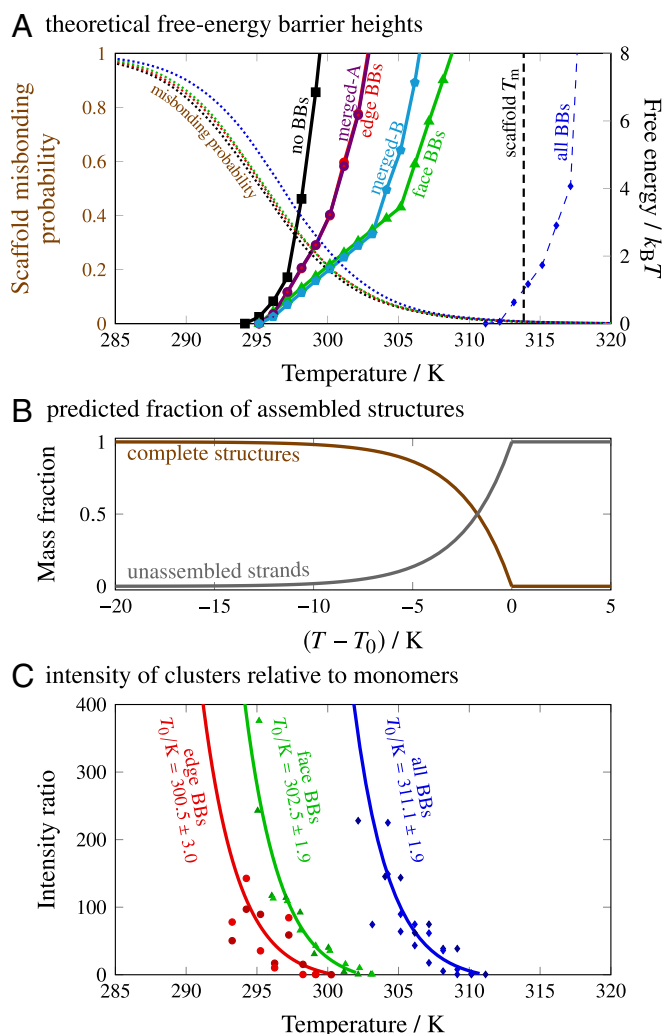 A theoretical free-energy barrier heights
Scaffold misbonding
probability
1
0.8
0.6
0.4
0.2
0
misbonding probability
no BBs
merged-A
edge BBs
merged-B
face BBs
scaffold Tm
all BBs
8
6
4
2
0
Free energy / kBT
285 290 295 300 305 310 315 320
Temperature / K
B predicted fraction of assembled structures
Mass fraction
1
0.5
0
complete structures
unassembled strands
−20 −15 −10 −5 0 5
(T − T0) / K
C intensity of clusters relative to monomers
Intensity ratio
400
300
200
100
0
edge BBs
T0/K = 300.5 ± 3.0
face BBs
T0/K = 302.5 ± 1.9
all BBs
T0/K = 311.1 ± 1.9
285 290 295 300 305 310 315 320
Temperature / K